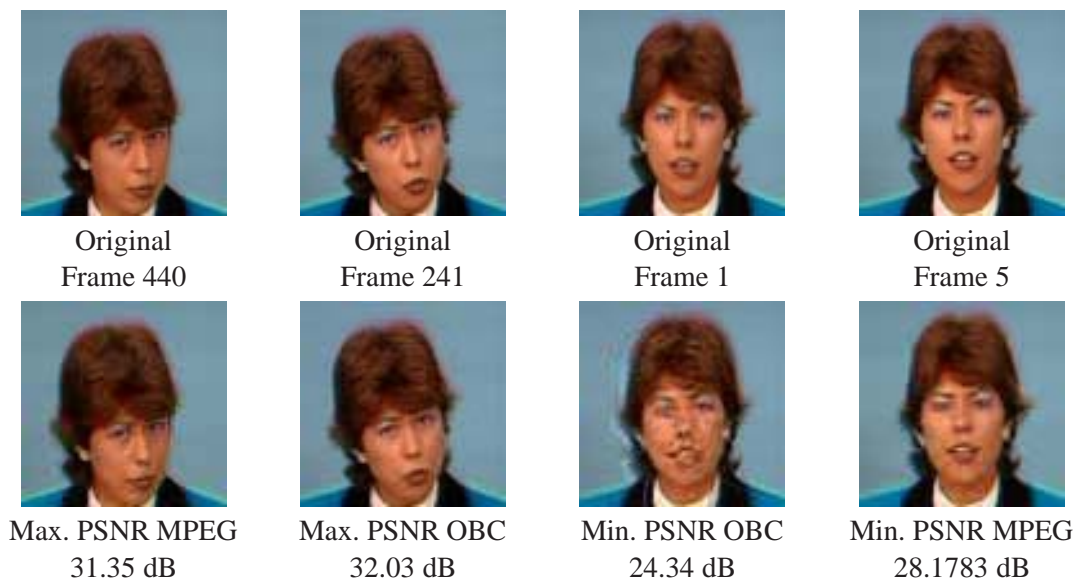 Original
Frame 440
Original
Frame 241
Original
Frame 1
Original
Frame 5
Max. PSNR MPEG
31.35 dB
Max. PSNR OBC
32.03 dB
Min. PSNR OBC
24.34 dB
Min. PSNR MPEG
28.1783 dB